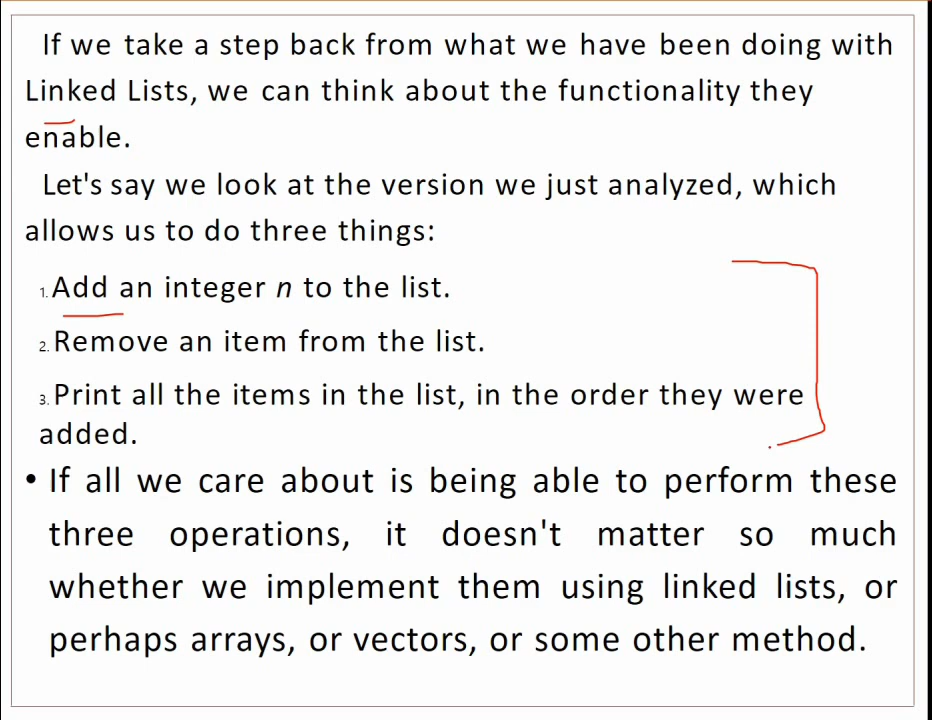 If we take a step back from what we have been doing with
Linked Lists, we can think about the functionality they
enable.
Let's say we look at the version we just analyzed, which
allows us to do three things:
1. Add an integer n to the list.
2. Remove an item from the list.
3. Print all the items in the list, in the order they were
added.
• If all we care about is being able to perform these
three operations, it doesn't matter so much
whether we implement them using linked lists, or
perhaps arrays, or vectors, or some other method.